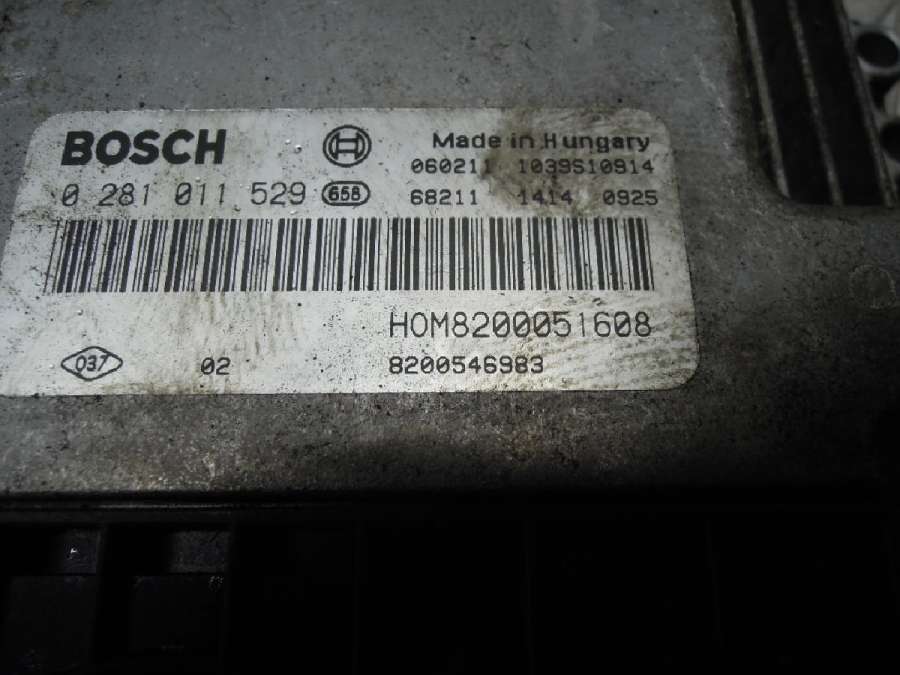 BOSCH
Made in Hungary
060211 1039S10914
0 281 011 529 658
68211 1414 0925
HOM8200051608
037 02 8200546983